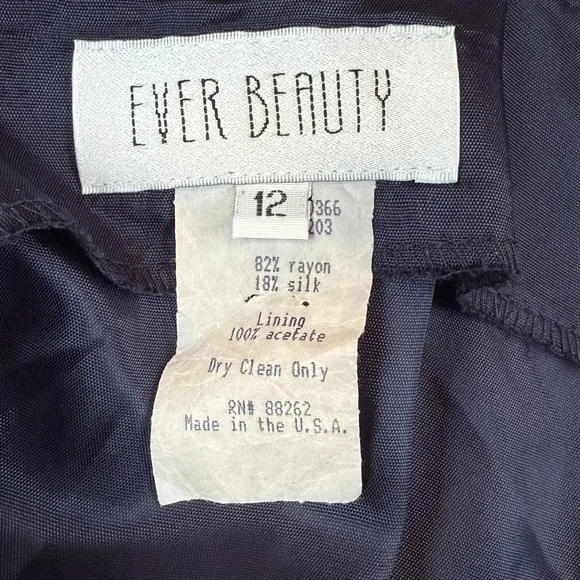 EVER BEAUTY
12
366
203
82% rayon
18% silk
Lining
100% acetate
Dry Clean Only
RN# 88262
Made in the U.S.A.